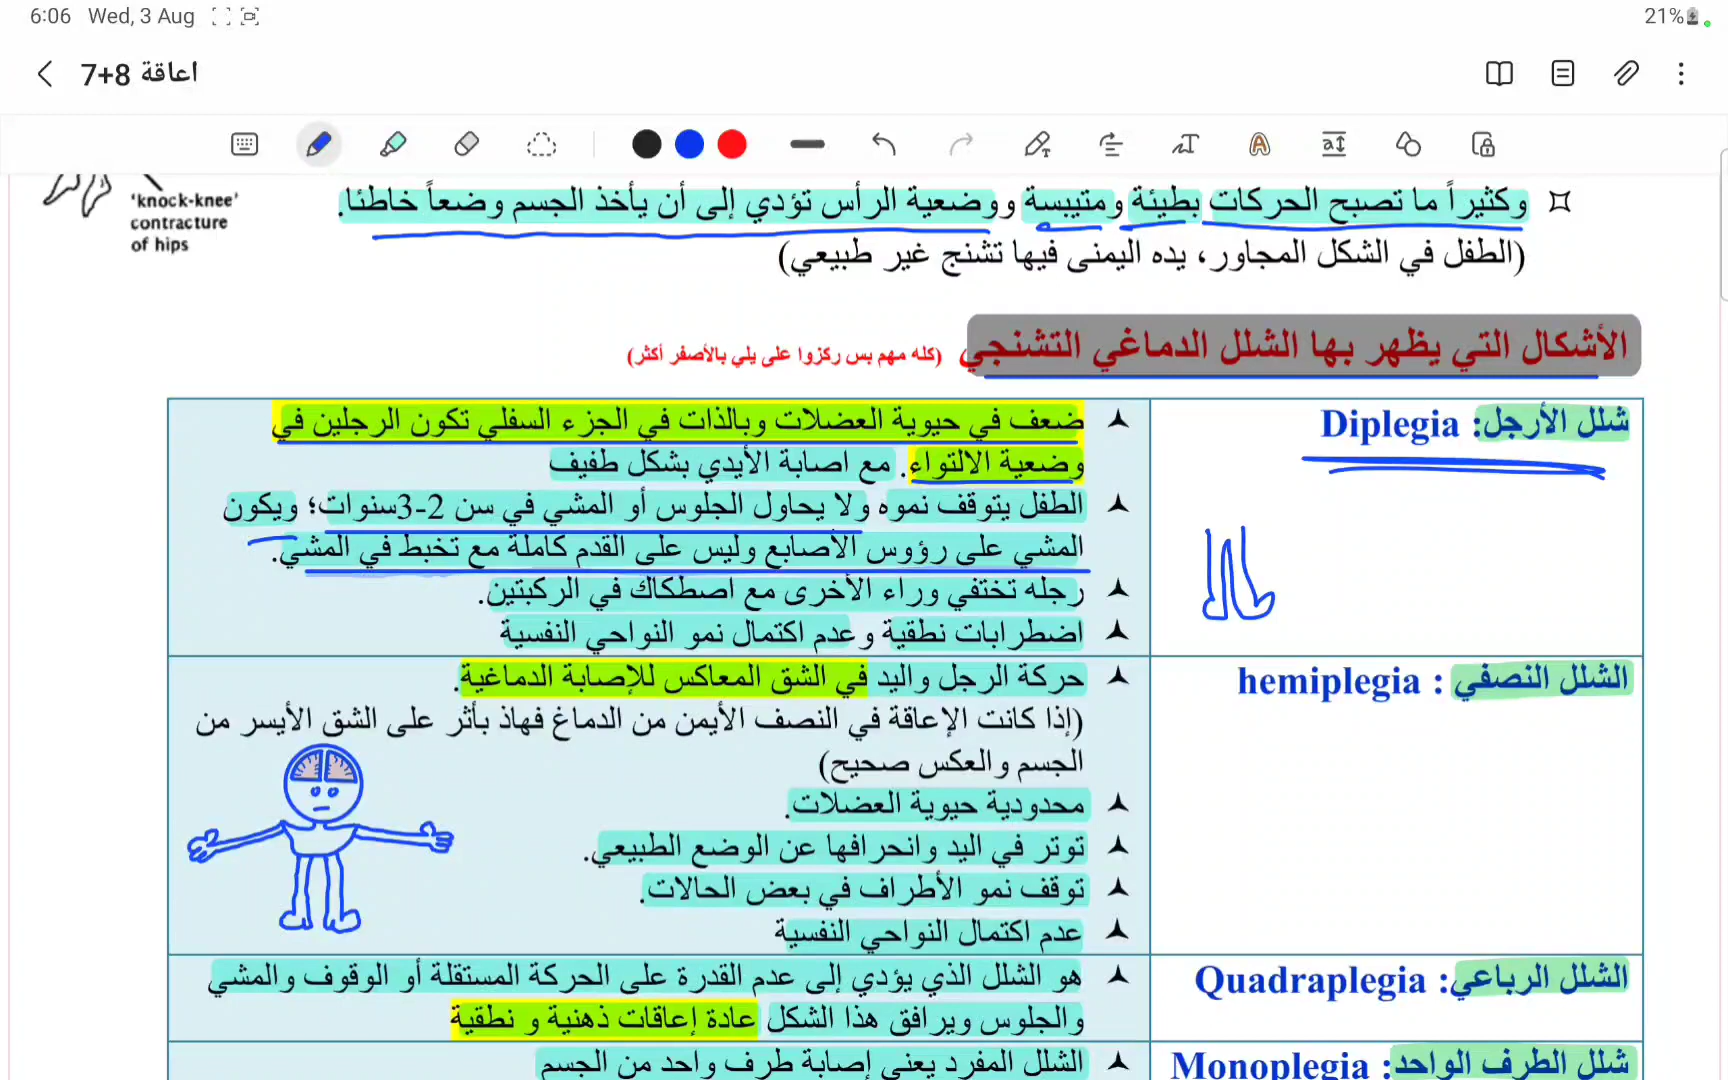 6:06 Wed, 3 Aug
21%
اعاقة 8+7
'knock-knee'
contracture
of hips
وكثيراً ما تصبح الحركات بطيئة ومتيبسة ووضعية الرأس تؤدي إلى أن يأخذ الجسم وضعاً خاطئا.
(الطفل في الشكل المجاور، يده اليمنى فيها تشنج غير طبيعي)
الأشكال التي يظهر بها الشلل الدماغي التشنجي (كله مهم بس ركزوا على يلي بالأصفر أكثر)
شلل الأرجل: Diplegia
ضعف في حيوية العضلات وبالذات في الجزء السفلي تكون الرجلين في
وضعية الالتواء. مع اصابة الأيدي بشكل طفيف
الطفل يتوقف نموه ولا يحاول الجلوس أو المشي في سن 2-3سنوات؛ ويكون
المشي على رؤوس الأصابع وليس على القدم كاملة مع تخبط في المشي.
رجله تختفي وراء الأخرى مع اصطكاك في الركبتين.
اضطرابات نطقية وعدم اكتمال نمو النواحي النفسية
الشلل النصفي : hemiplegia
حركة الرجل واليد في الشق المعاكس للإصابة الدماغية.
(إذا كانت الإعاقة في النصف الأيمن من الدماغ فهاذ بأثر على الشق الأيسر من
الجسم والعكس صحيح)
محدودية حيوية العضلات.
توتر في اليد وانحرافها عن الوضع الطبيعي.
توقف نمو الأطراف في بعض الحالات.
عدم اكتمال النواحي النفسية
الشلل الرباعي: Quadraplegia
هو الشلل الذي يؤدي إلى عدم القدرة على الحركة المستقلة أو الوقوف والمشي
والجلوس ويرافق هذا الشكل عادة إعاقات ذهنية و نطقية
شلل الطرف الواحد: Monoplegia
الشلل المفرد يعني إصابة طرف واحد من الجسم